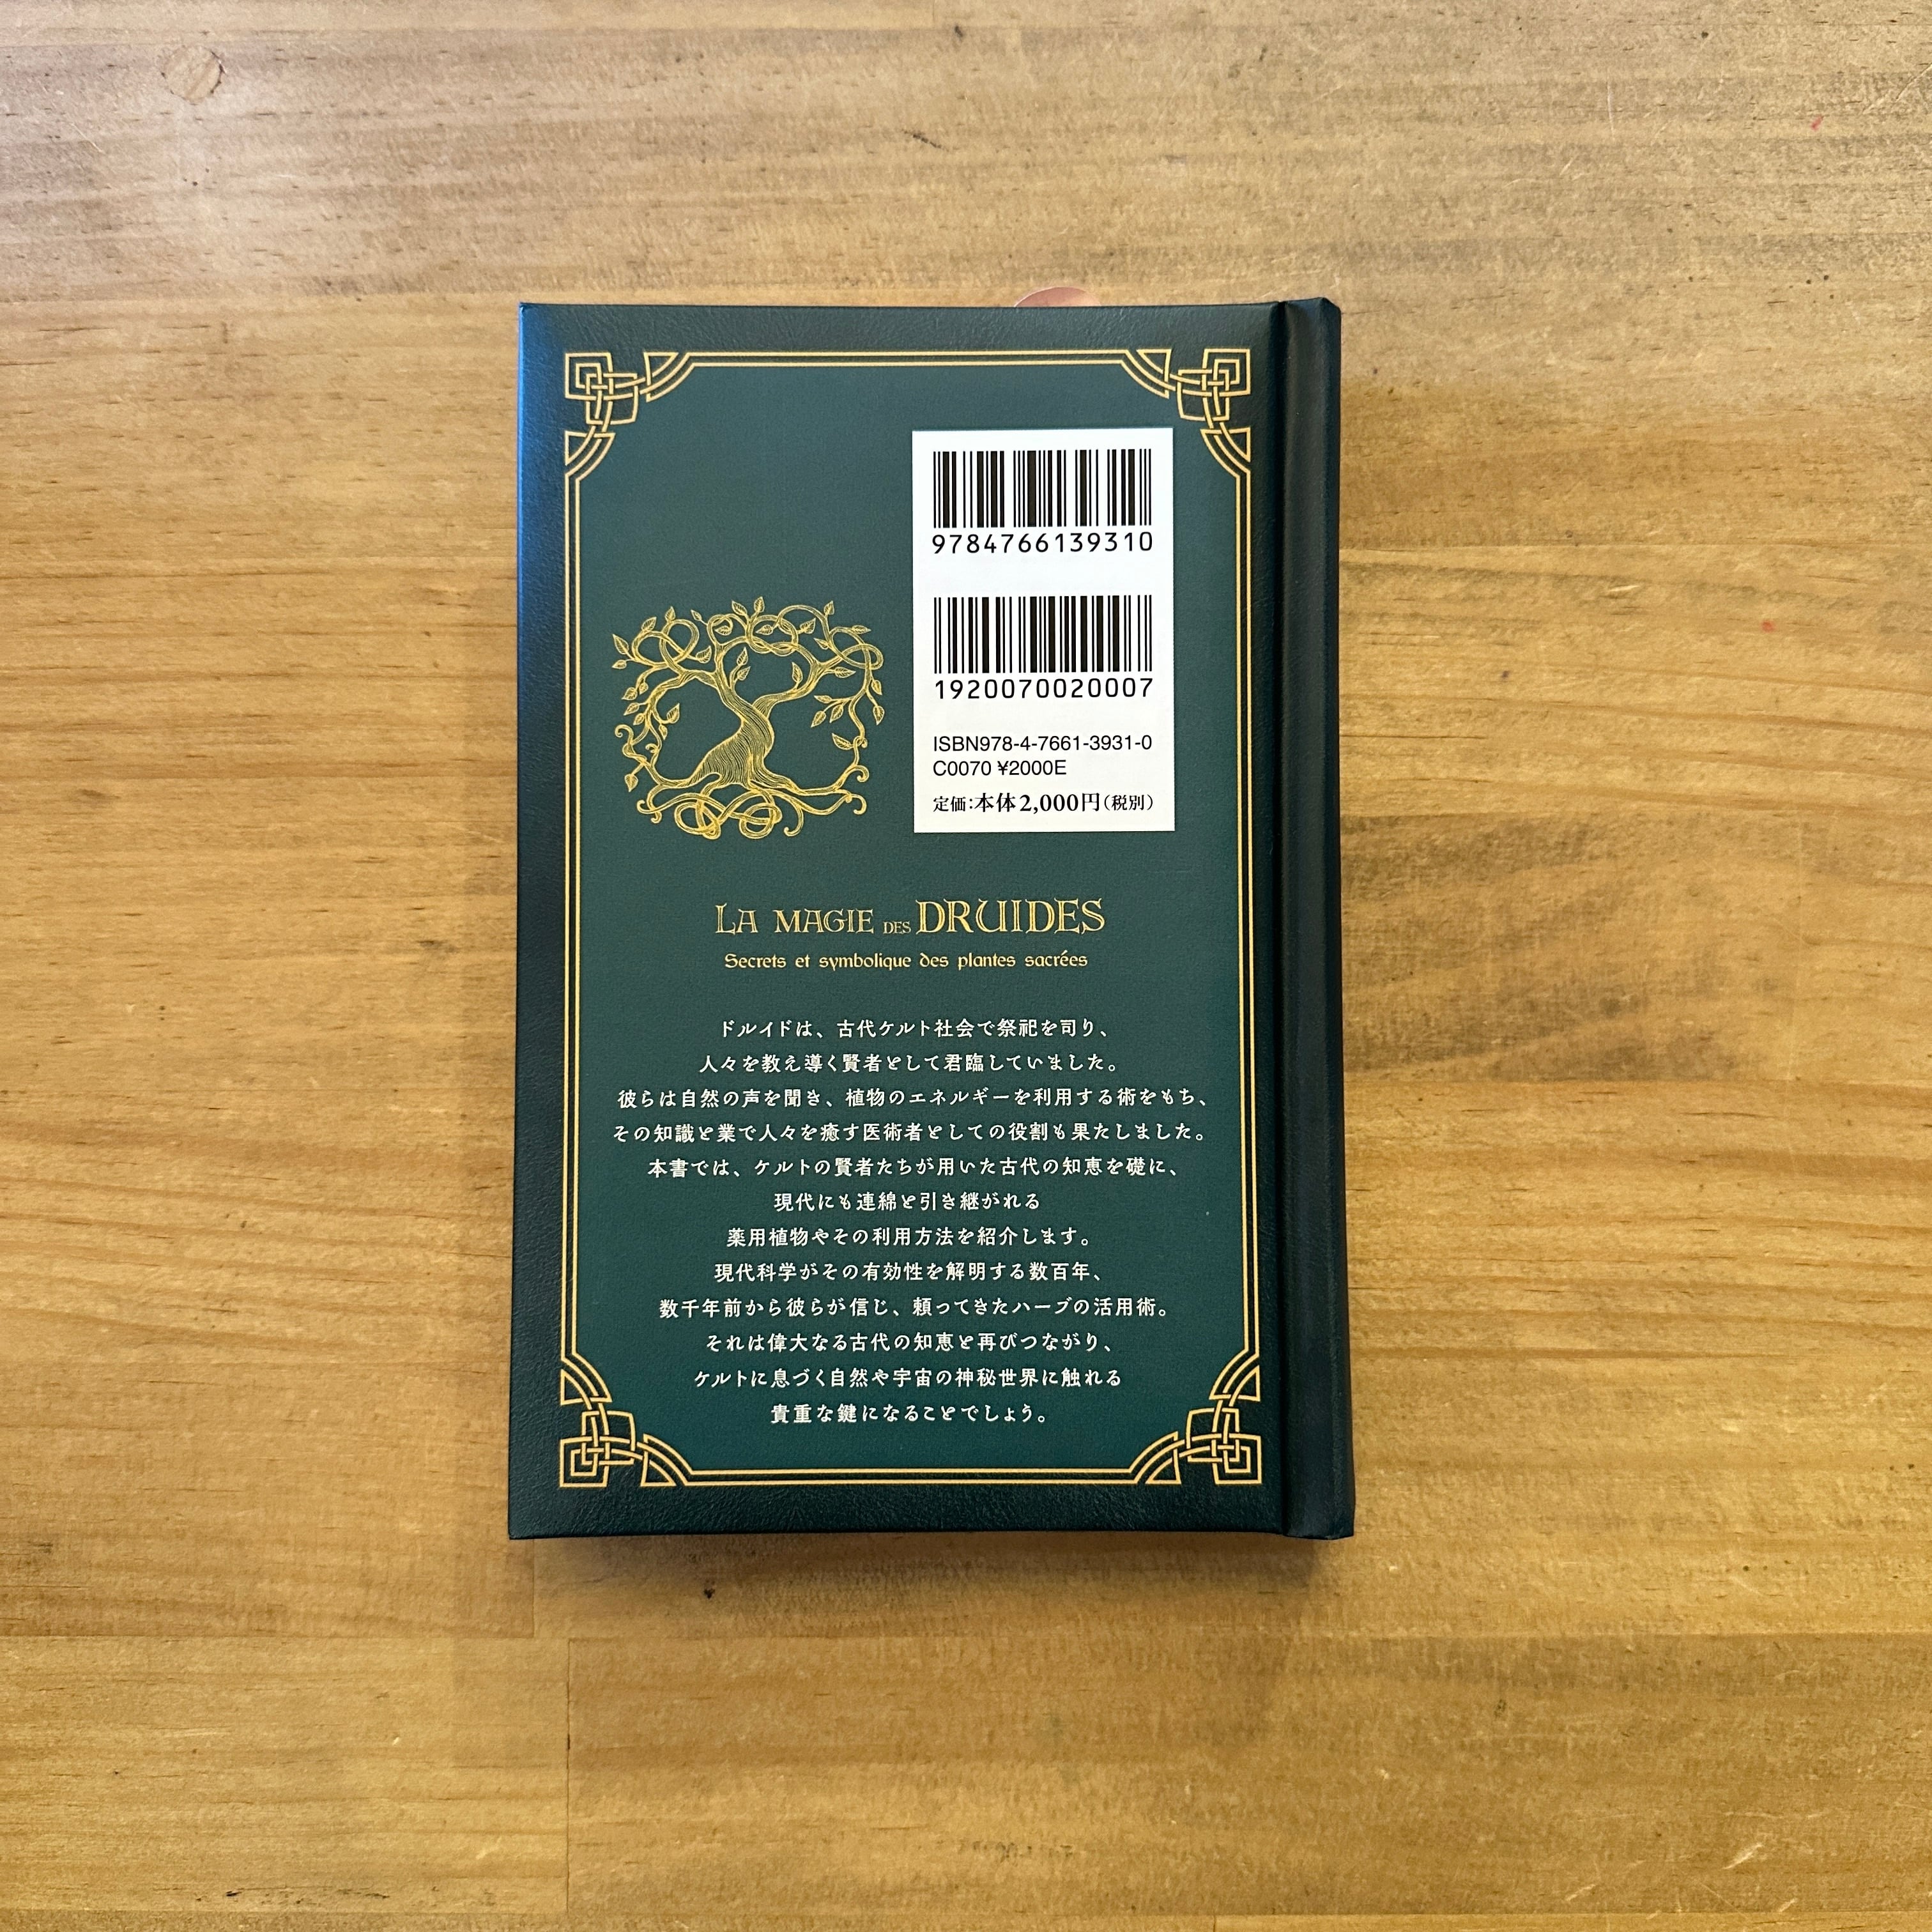 9784766139310
1920070020007
ISBN978-4-7661-3931-0
C0070 ¥2000E
定価:本体2,000円(税別)
LA MAGIE DES DRUIDES
Secrets et symbolique des plantes sacrées
ドルイドは、古代ケルト社会で祭祀を司り、
人々を教え導く賢者として君臨していました。
彼らは自然の声を聞き、植物のエネルギーを利用する術をもち、
その知識と業で人々を癒す医術者としての役割も果たしました。
本書では、ケルトの賢者たちが用いた古代の知恵を礎に、
現代にも連綿と引き継がれる
薬用植物やその利用方法を紹介します。
現代科学がその有効性を解明する数百年、
数千年前から彼らが信じ、頼ってきたハーブの活用術。
それは偉大なる古代の知恵と再びつながり、
ケルトに息づく自然や宇宙の神秘世界に触れる
貴重な鍵になることでしょう。